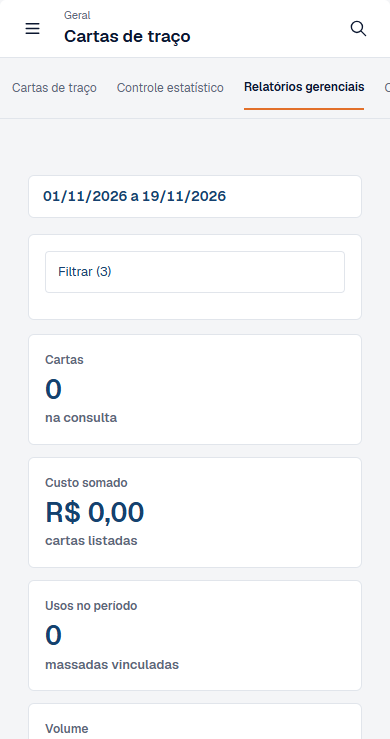 Geral
Cartas de traço
Cartas de traço
Controle estatístico
Relatórios gerenciais
01/11/2026 a 19/11/2026
Filtrar (3)
Cartas
0
na consulta
Custo somado
R$ 0,00
cartas listadas
Usos no período
0
massadas vinculadas
Volume